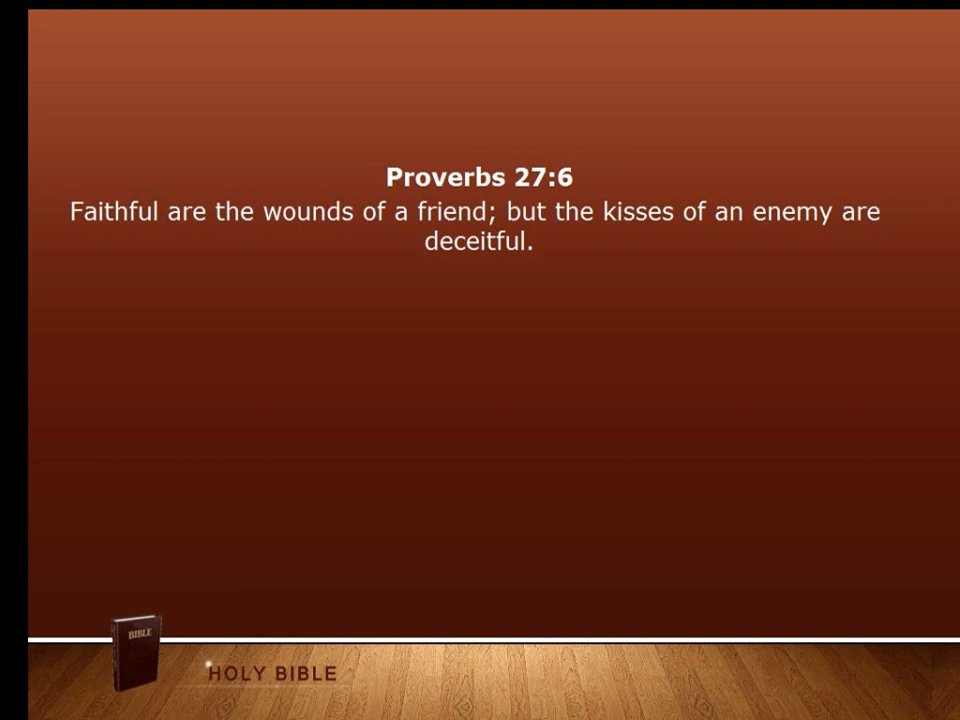 Proverbs 27:6
Faithful are the wounds of a friend; but the kisses of an enemy are
deceitful.
BIBLE
HOLY BIBLE